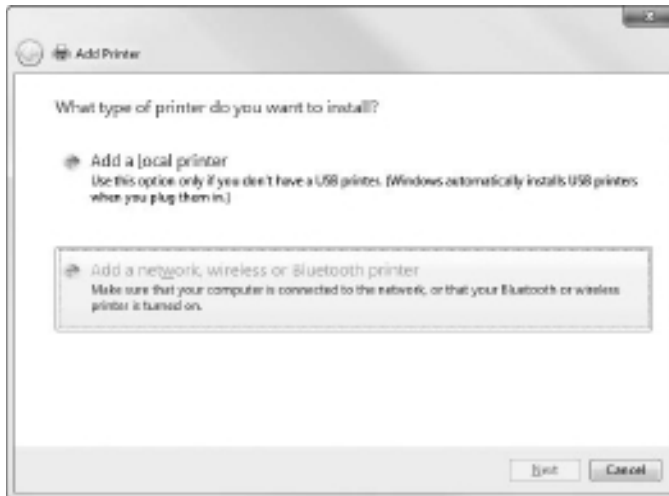 Add Printer
What type of printer do you want to install?
Add a local printer
Use this option only if you don't have a USB printer. (Windows automatically installs USB printers
when you plug them in.)
Add a network, wireless or Bluetooth printer
Make sure that your computer is connected to the network, or that your Bluetooth or wireless
printer is turned on.
Next Cancel